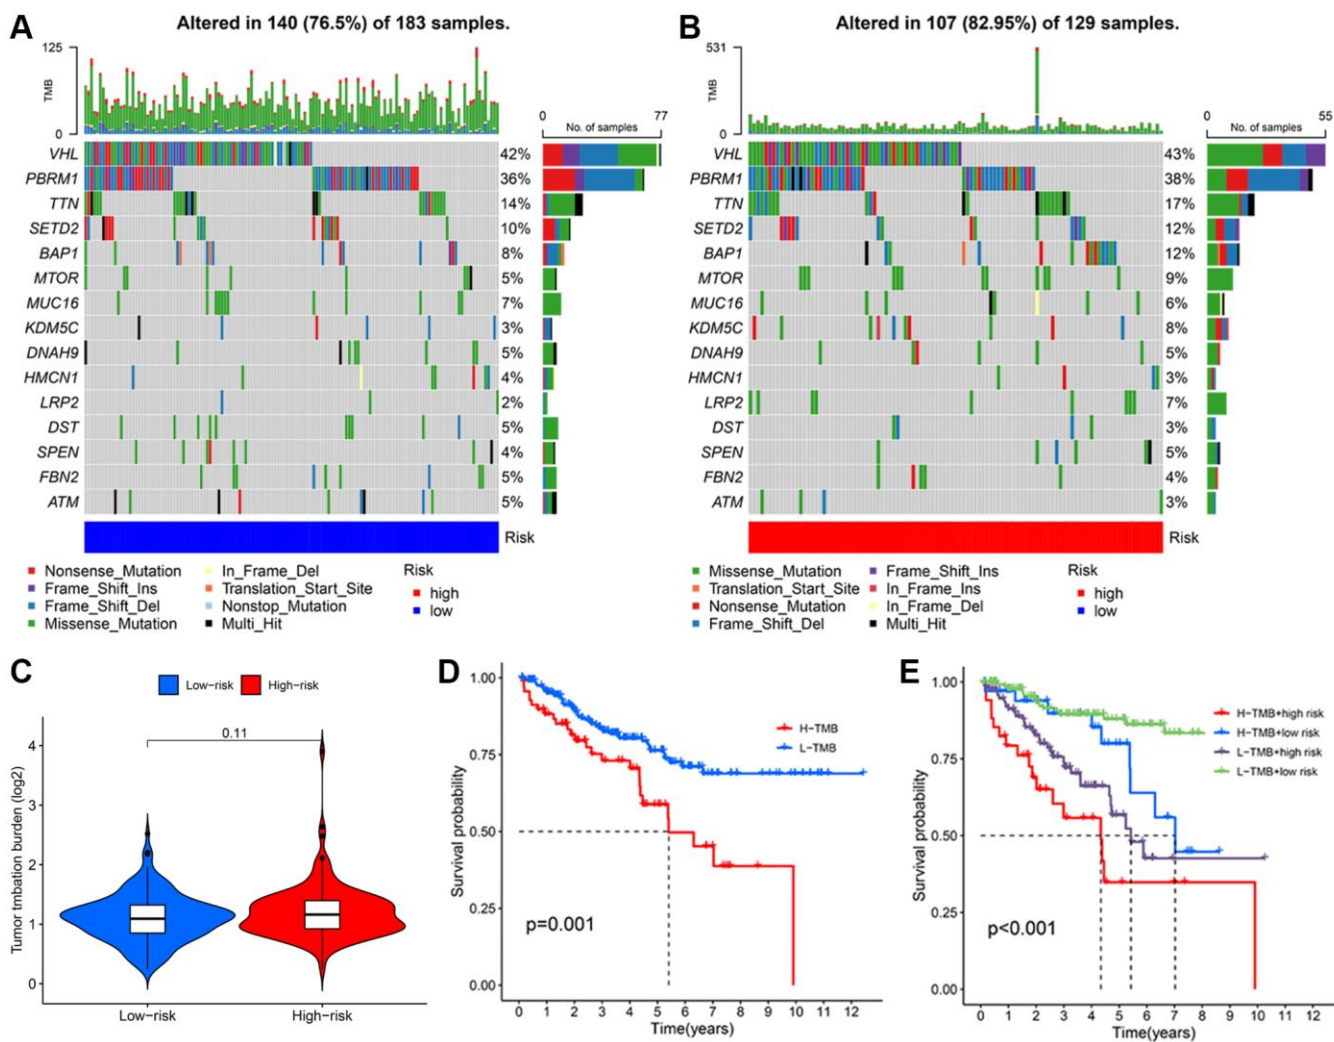 A
Altered in 140 (76.5%) of 183 samples.
125
TMB
0
0 77
No. of samples
VHL 42%
PBRM1 36%
TTN 14%
SETD2 10%
BAP1 8%
MTOR 5%
MUC16 7%
KDM5C 3%
DNAH9 5%
HMCN1 4%
LRP2 2%
DST 5%
SPEN 4%
FBN2 5%
ATM 5%
Risk
Nonsense_Mutation In_Frame_Del Risk
Frame_Shift_Ins Translation_Start_Site high
Frame_Shift_Del Nonstop_Mutation low
Missense_Mutation Multi_Hit
B
Altered in 107 (82.95%) of 129 samples.
531
TMB
0
0 55
No. of samples
VHL 43%
PBRM1 38%
TTN 17%
SETD2 12%
BAP1 12%
MTOR 9%
MUC16 6%
KDM5C 8%
DNAH9 5%
HMCN1 3%
LRP2 7%
DST 3%
SPEN 5%
FBN2 4%
ATM 3%
Risk
Missense_Mutation Frame_Shift_Ins Risk
Translation_Start_Site In_Frame_Ins high
Nonsense_Mutation In_Frame_Del low
Frame_Shift_Del Multi_Hit
C
Low-risk High-risk
Tumor tmbation burden (log2)
4
3
2
1
0
0.11
Low-risk High-risk
D
Survival probability
1.00
0.75
0.50
0.25
0.00
H-TMB
L-TMB
p=0.001
0 1 2 3 4 5 6 7 8 9 10 11 12
Time(years)
E
Survival probability
1.00
0.75
0.50
0.25
0.00
H-TMB+high risk
H-TMB+low risk
L-TMB+high risk
L-TMB+low risk
p<0.001
0 1 2 3 4 5 6 7 8 9 10 11 12
Time(years)